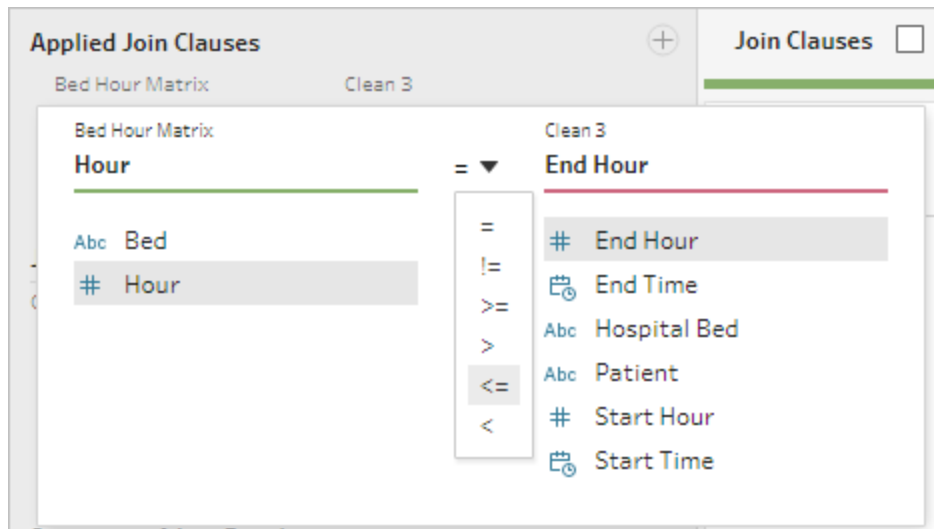 Applied Join Clauses
Join Clauses
Bed Hour Matrix Clean 3
Bed Hour Matrix
Hour
Abc Bed
# Hour
= ▼
=
!=
>=
>
<=
<
Clean 3
End Hour
# End Hour
End Time
Abc Hospital Bed
Abc Patient
# Start Hour
Start Time